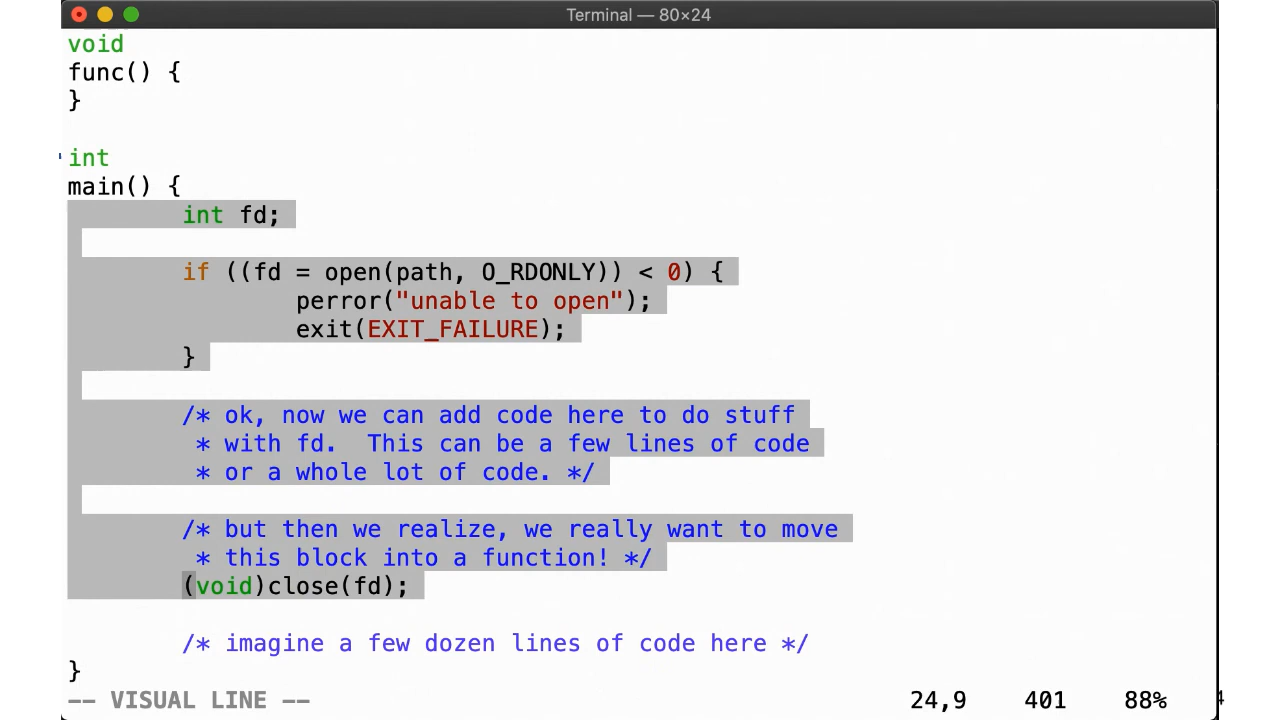 Terminal — 80×24
void
func() {
}
int
main() {
int fd;
if ((fd = open(path, O_RDONLY)) < 0) {
perror("unable to open");
exit(EXIT_FAILURE);
}
/* ok, now we can add code here to do stuff
* with fd.  This can be a few lines of code
* or a whole lot of code. */
/* but then we realize, we really want to move
* this block into a function! */
(void)close(fd);
/* imagine a few dozen lines of code here */
}
-- VISUAL LINE -- 24,9 401 88%
4